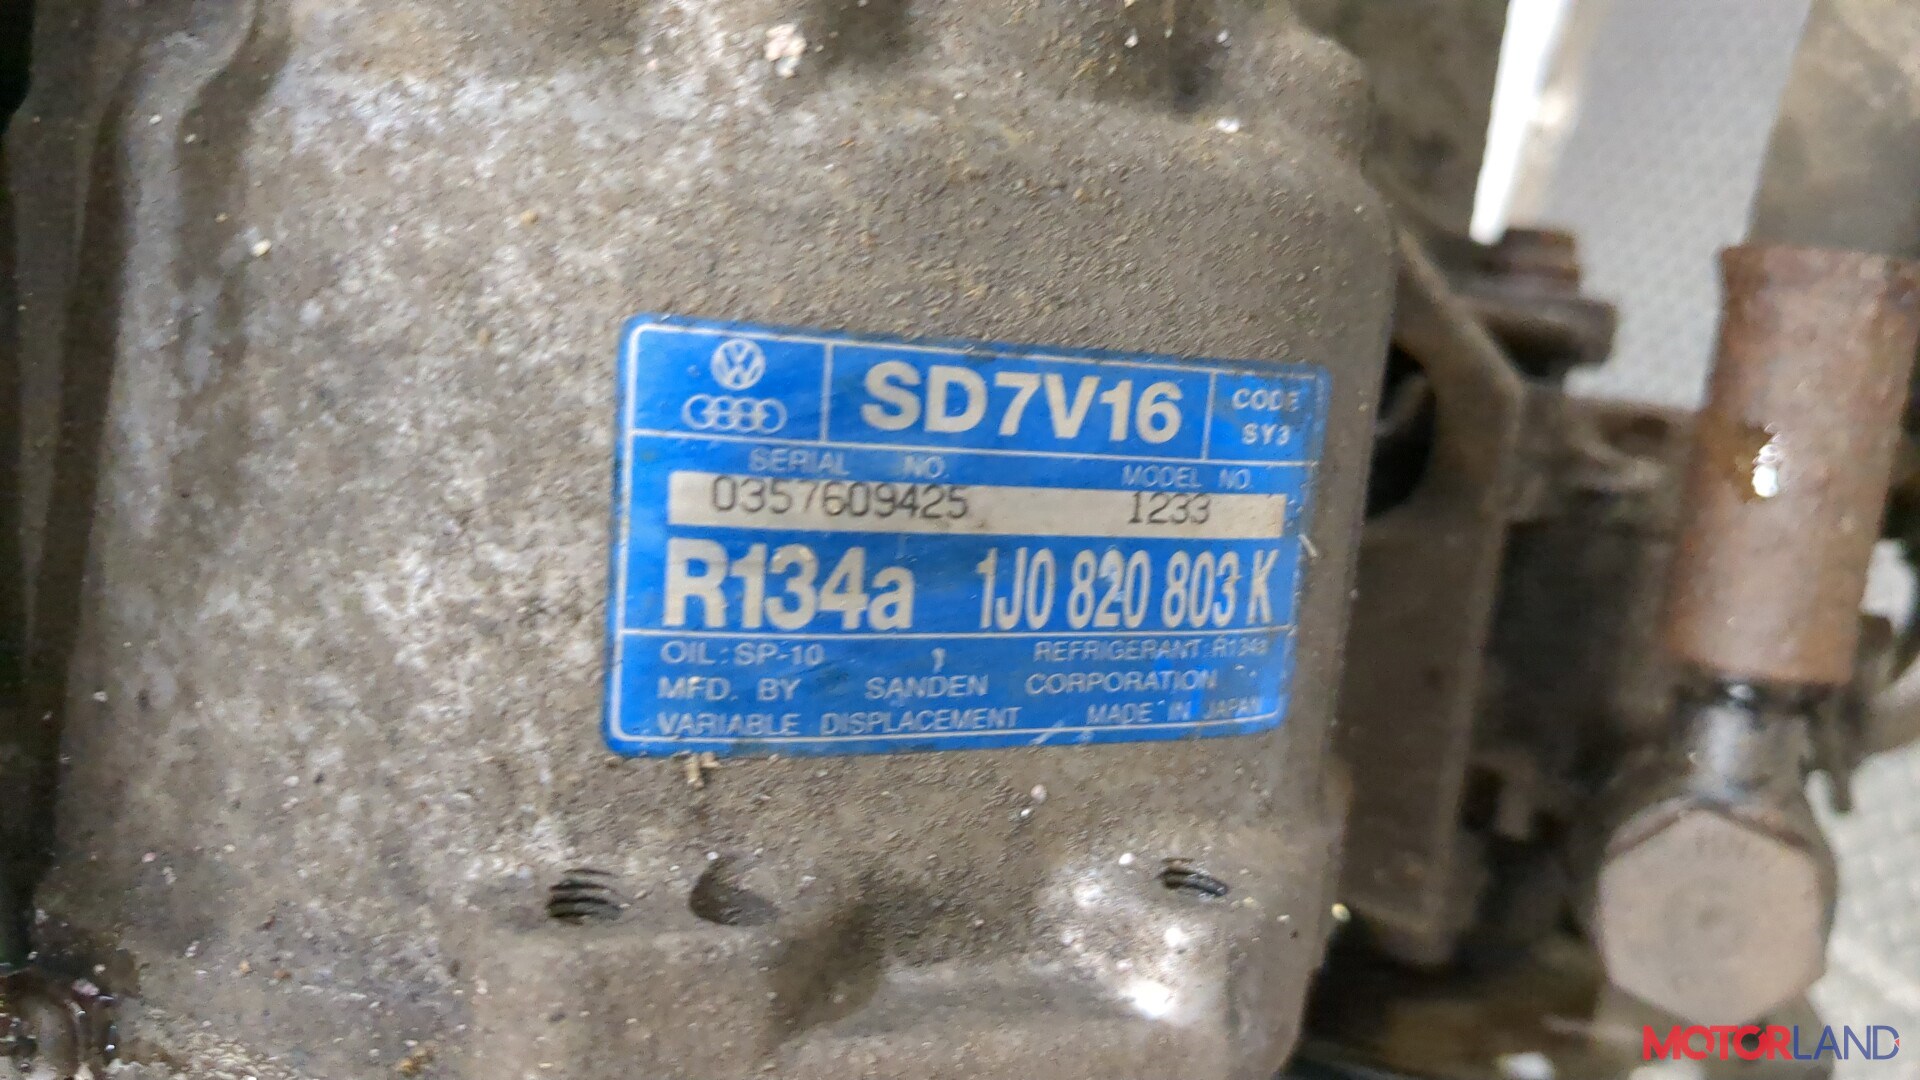 VW
SD7V16
CODE
SY3
SERIAL NO. MODEL NO.
0357609425 1233
R134a 1J0 820 803 K
OIL:SP-10 , REFRIGERANT:R134a
MFD. BY SANDEN CORPORATION
VARIABLE DISPLACEMENT MADE IN JAPAN
MOTORLAND